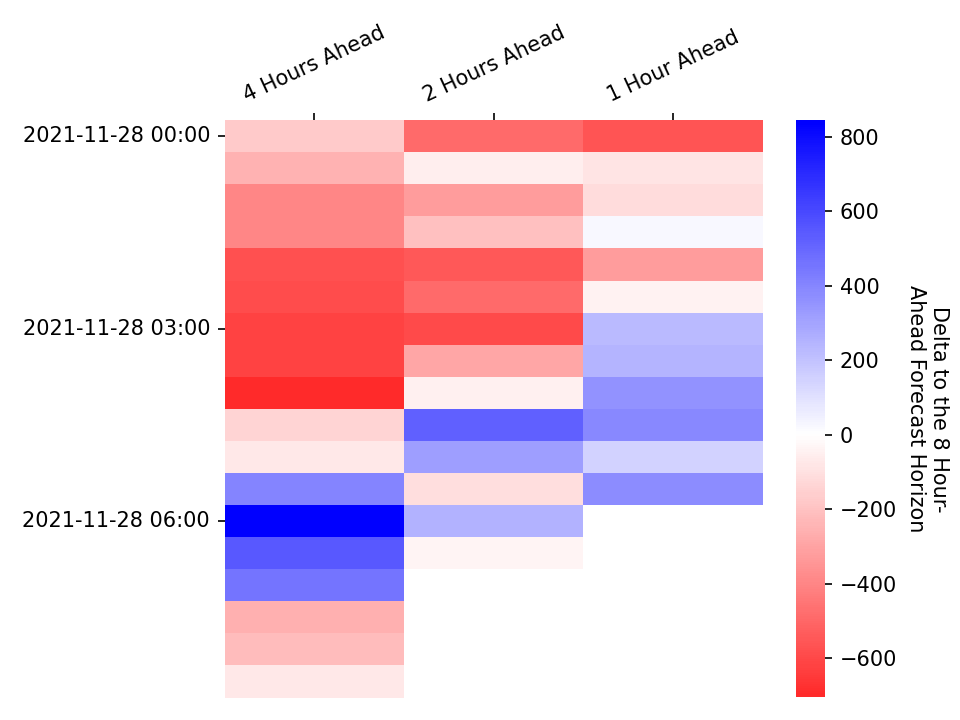 4 Hours Ahead
2 Hours Ahead
1 Hour Ahead
2021-11-28 00:00
2021-11-28 03:00
2021-11-28 06:00
800
600
400
200
0
−200
−400
−600
Delta to the 8 Hour-
Ahead Forecast Horizon